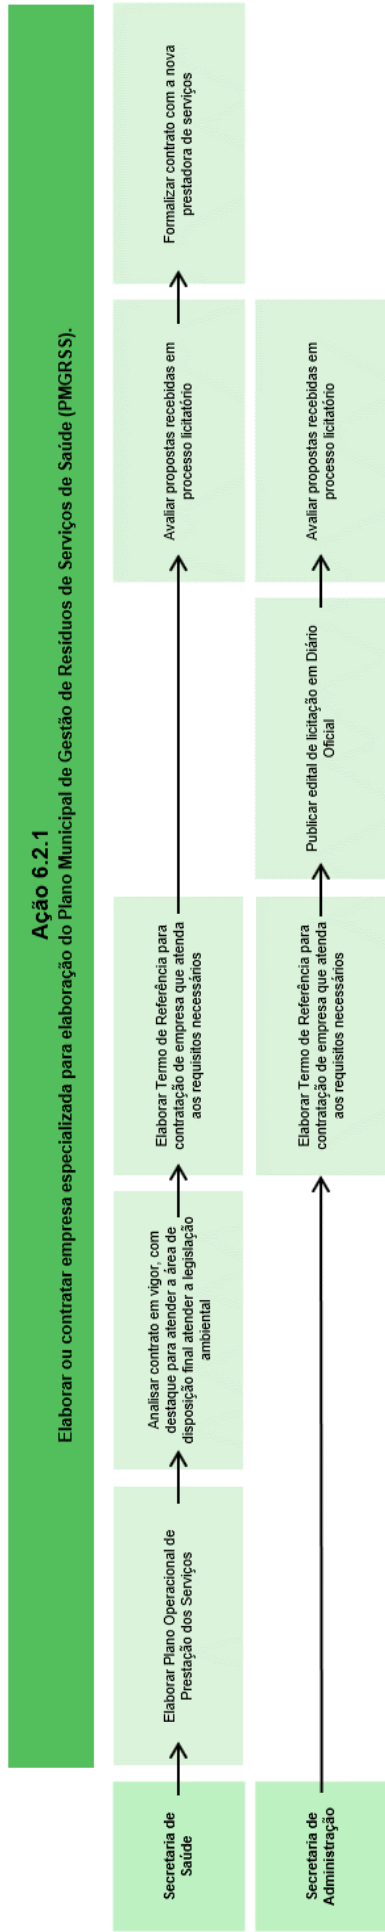 Ação 6.2.1
Elaborar ou contratar empresa especializada para elaboração do Plano Municipal de Gestão de Resíduos de Serviços de Saúde (PMGRSS).
Secretaria de
Saúde
Elaborar Plano Operacional de
Prestação dos Serviços
Analisar contrato em vigor, com
destaque para atender a área de
disposição final atender a legislação
ambiental
Elaborar Termo de Referência para
contratação de empresa que atenda
aos requisitos necessários
Avaliar propostas recebidas em
processo licitatório
Formalizar contrato com a nova
prestadora de serviços
Secretaria de
Administração
Elaborar Termo de Referência para
contratação de empresa que atenda
aos requisitos necessários
Publicar edital de licitação em Diário
Oficial
Avaliar propostas recebidas em
processo licitatório